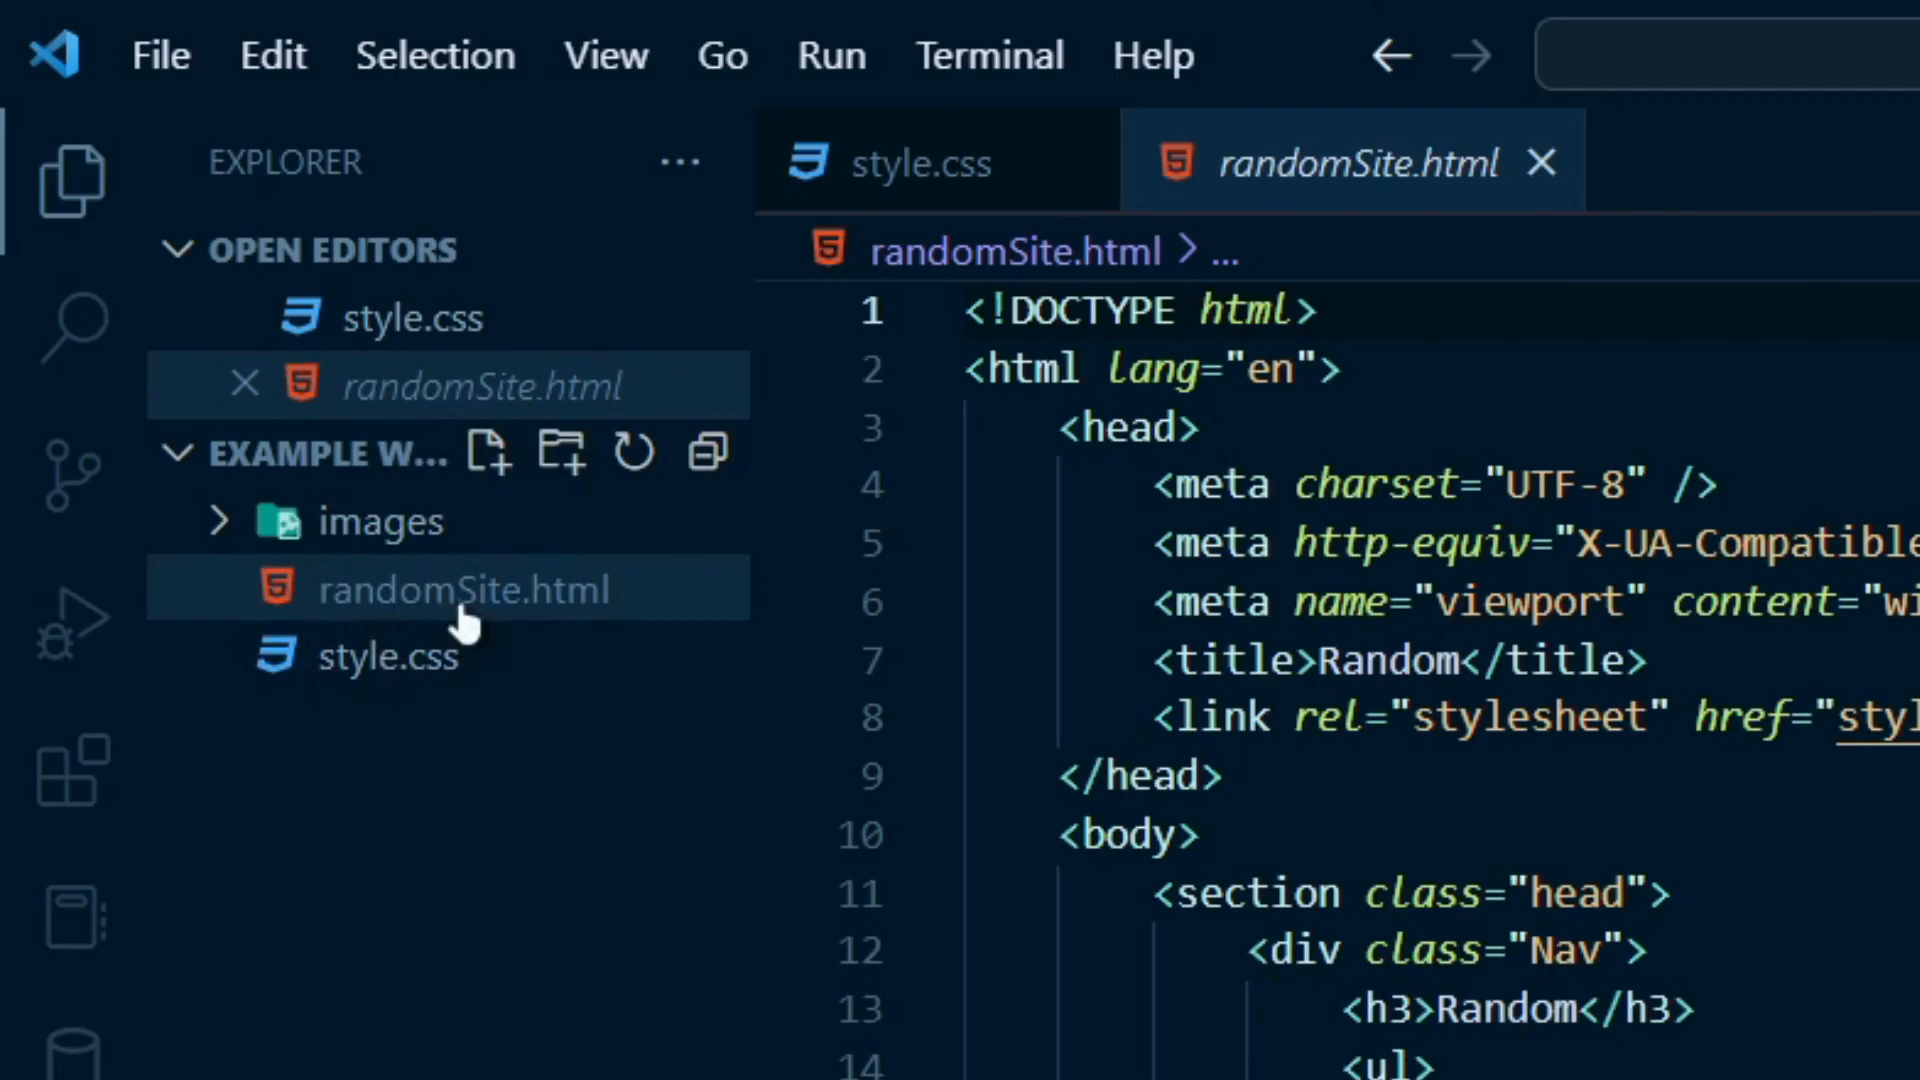 File Edit Selection View Go Run Terminal Help
EXPLORER
OPEN EDITORS
style.css
randomSite.html
EXAMPLE W...
images
randomSite.html
style.css
style.css randomSite.html
randomSite.html > ...
1 <!DOCTYPE html>
2 <html lang="en">
3 <head>
4 <meta charset="UTF-8" />
5 <meta http-equiv="X-UA-Compatible
6 <meta name="viewport" content="wi
7 <title>Random</title>
8 <link rel="stylesheet" href="styl
9 </head>
10 <body>
11 <section class="head">
12 <div class="Nav">
13 <h3>Random</h3>
14 <ul>